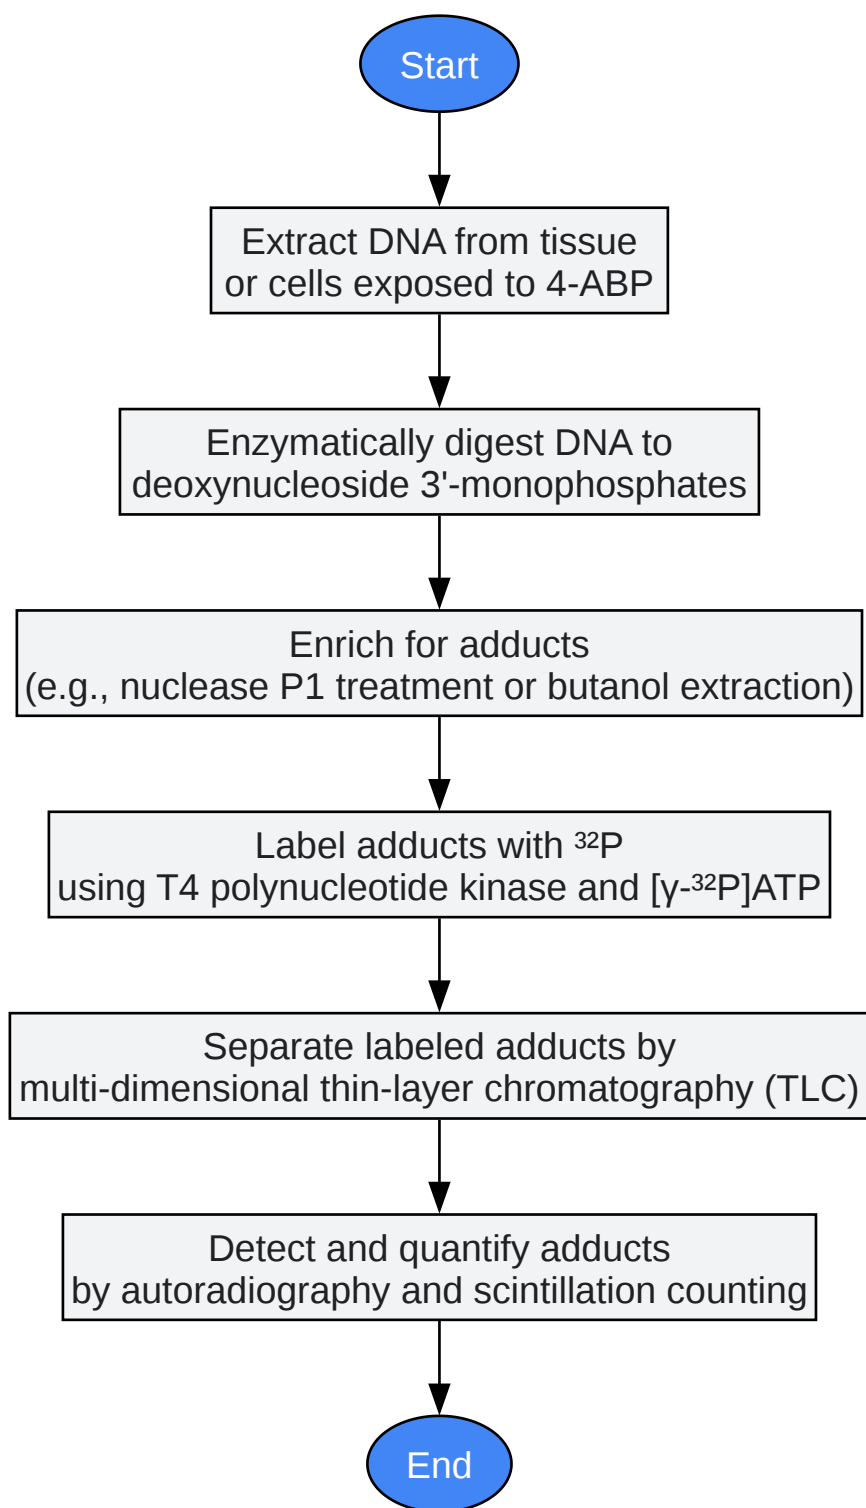 Start
Extract DNA from tissue
or cells exposed to 4-ABP
Enzymatically digest DNA to
deoxynucleoside 3'-monophosphates
Enrich for adducts
(e.g., nuclease P1 treatment or butanol extraction)
Label adducts with ³²P
using T4 polynucleotide kinase and [γ-³²P]ATP
Separate labeled adducts by
multi-dimensional thin-layer chromatography (TLC)
Detect and quantify adducts
by autoradiography and scintillation counting
End